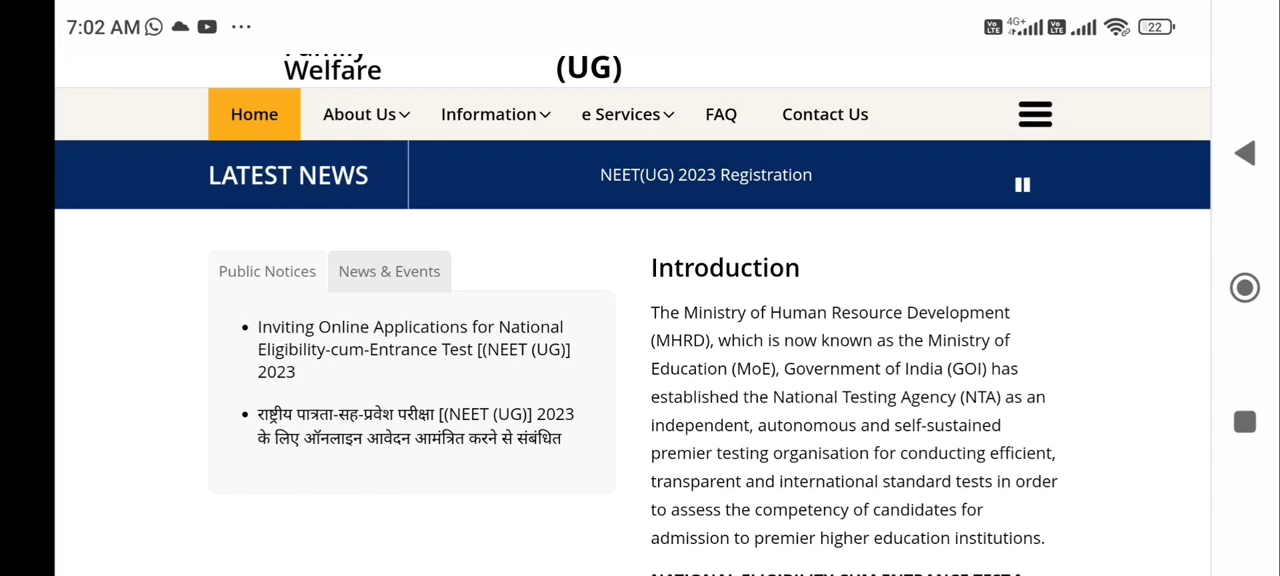 7:02 AM
4G+
22
Welfare
(UG)
Home
About Us
Information
e Services
FAQ
Contact Us
LATEST NEWS
NEET(UG) 2023 Registration
Public Notices
News & Events
Inviting Online Applications for National
Eligibility-cum-Entrance Test [(NEET (UG)]
2023
राष्ट्रीय पात्रता-सह-प्रवेश परीक्षा [(NEET (UG)] 2023
के लिए ऑनलाइन आवेदन आमंत्रित करने से संबंधित
Introduction
The Ministry of Human Resource Development
(MHRD), which is now known as the Ministry of
Education (MoE), Government of India (GOI) has
established the National Testing Agency (NTA) as an
independent, autonomous and self-sustained
premier testing organisation for conducting efficient,
transparent and international standard tests in order
to assess the competency of candidates for
admission to premier higher education institutions.